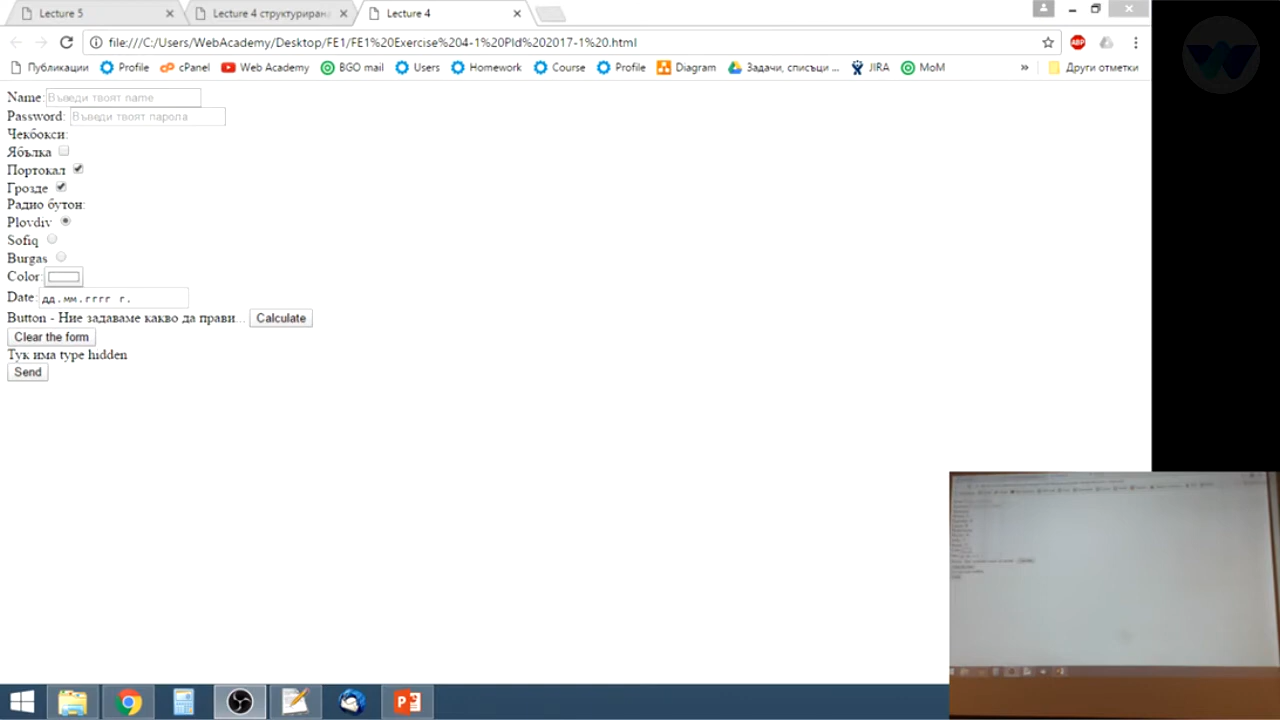 Lecture 5
Lecture 4 структуриран
Lecture 4
file:///C:/Users/WebAcademy/Desktop/FE1/FE1%20Exercise%204-1%20Pld%202017-1%20.html
ABP
Публикации Profile cPanel Web Academy BGO mail Users Homework Course Profile Diagram Задачи, списъци ... JIRA MoM » Други отметки
Name: Въведи твоят name
Password: Въведи твоят парола
Чекбокси:
Ябълка
Портокал
Грозде
Радио бутон:
Plovdiv
Sofiq
Burgas
Color:
Date: дд.мм.гггг г.
Button - Ние задаваме какво да прави... Calculate
Clear the form
Тук има type hidden
Send